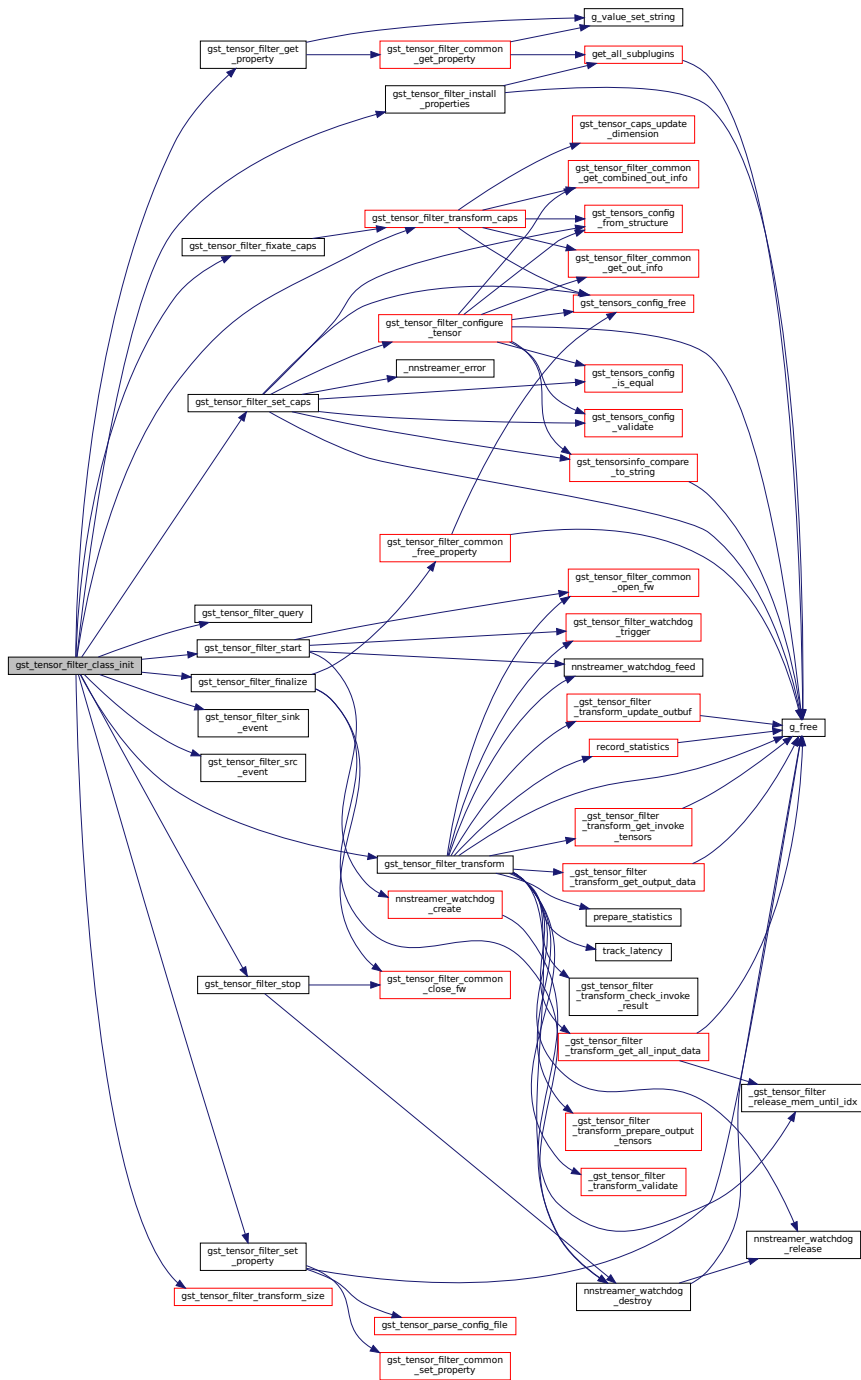 g_value_set_string
gst_tensor_filter_get
_property
gst_tensor_filter_common
_get_property
get_all_subplugins
gst_tensor_filter_install
_properties
gst_tensor_caps_update
_dimension
gst_tensor_filter_common
_get_combined_out_info
gst_tensor_filter_transform_caps
gst_tensors_config
_from_structure
gst_tensor_filter_fixate_caps
gst_tensor_filter_common
_get_out_info
gst_tensors_config_free
gst_tensor_filter_configure
_tensor
_nnstreamer_error
gst_tensors_config
_is_equal
gst_tensor_filter_set_caps
gst_tensors_config
_validate
gst_tensorsinfo_compare
_to_string
gst_tensor_filter_common
_free_property
gst_tensor_filter_common
_open_fw
gst_tensor_filter_query
gst_tensor_filter_watchdog
_trigger
gst_tensor_filter_start
gst_tensor_filter_class_init
nnstreamer_watchdog_feed
gst_tensor_filter_finalize
_gst_tensor_filter
_transform_update_outbuf
gst_tensor_filter_sink
_event
g_free
record_statistics
gst_tensor_filter_src
_event
_gst_tensor_filter
_transform_get_invoke
_tensors
gst_tensor_filter_transform
_gst_tensor_filter
_transform_get_output_data
nnstreamer_watchdog
_create
prepare_statistics
track_latency
gst_tensor_filter_stop
gst_tensor_filter_common
_close_fw
_gst_tensor_filter
_transform_check_invoke
_result
_gst_tensor_filter
_transform_get_all_input_data
_gst_tensor_filter
_release_mem_until_idx
_gst_tensor_filter
_transform_prepare_output
_tensors
_gst_tensor_filter
_transform_validate
nnstreamer_watchdog
_release
gst_tensor_filter_set
_property
gst_tensor_filter_transform_size
nnstreamer_watchdog
_destroy
gst_tensor_parse_config_file
gst_tensor_filter_common
_set_property